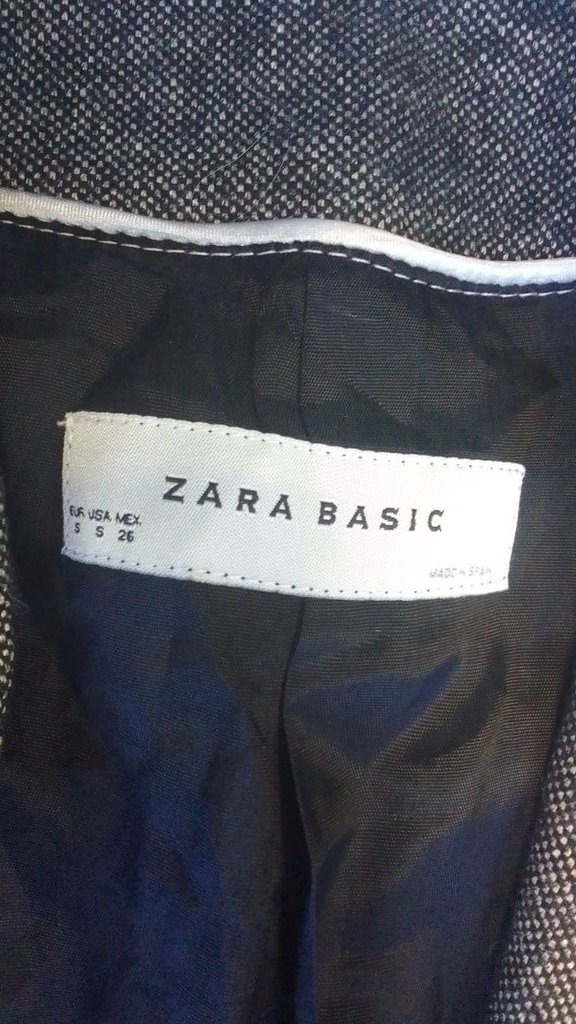 ZARA BASIC
EUR USA MEX.
S S 26
MADE IN SPAIN